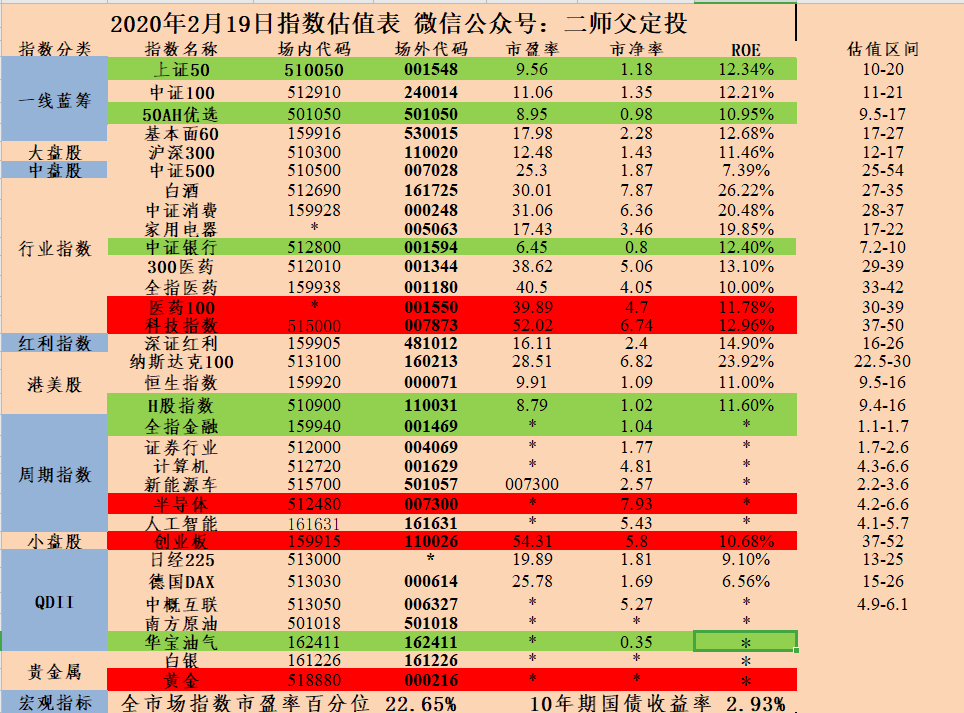 2020年2月19日指数估值表 微信公众号：二师父定投
指数分类 指数名称 场内代码 场外代码 市盈率 市净率 ROE 估值区间
上证50 510050 001548 9.56 1.18 12.34% 10-20
一线蓝筹 中证100 512910 240014 11.06 1.35 12.21% 11-21
50AH优选 501050 501050 8.95 0.98 10.95% 9.5-17
基本面60 159916 530015 17.98 2.28 12.68% 17-27
大盘股 沪深300 510300 110020 12.48 1.43 11.46% 12-17
中盘股 中证500 510500 007028 25.3 1.87 7.39% 25-54
白酒 512690 161725 30.01 7.87 26.22% 27-35
中证消费 159928 000248 31.06 6.36 20.48% 28-37
家用电器 * 005063 17.43 3.46 19.85% 17-22
行业指数 中证银行 512800 001594 6.45 0.8 12.40% 7.2-10
300医药 512010 001344 38.62 5.06 13.10% 29-39
全指医药 159938 001180 40.5 4.05 10.00% 33-42
医药100 * 001550 39.89 4.7 11.78% 30-39
科技指数 515000 007873 52.02 6.74 12.96% 37-50
红利指数 深证红利 159905 481012 16.11 2.4 14.90% 16-26
纳斯达克100 513100 160213 28.51 6.82 23.92% 22.5-30
港美股 恒生指数 159920 000071 9.91 1.09 11.00% 9.5-16
H股指数 510900 110031 8.79 1.02 11.60% 9.4-16
全指金融 159940 001469 * 1.04 * 1.1-1.7
证券行业 512000 004069 * 1.77 * 1.7-2.6
周期指数 计算机 512720 001629 * 4.81 * 4.3-6.6
新能源车 515700 501057 007300 2.57 * 2.2-3.6
半导体 512480 007300 * 7.93 * 4.2-6.6
人工智能 161631 161631 * 5.43 * 4.1-5.7
小盘股 创业板 159915 110026 54.31 5.8 10.68% 37-52
日经225 513000 * 19.89 1.81 9.10% 13-25
德国DAX 513030 000614 25.78 1.69 6.56% 15-26
QDII 中概互联 513050 006327 * 5.27 * 4.9-6.1
南方原油 501018 501018 * * *
华宝油气 162411 162411 * 0.35 *
白银 161226 161226 * * *
贵金属 黄金 518880 000216 * * *
宏观指标 全市场指数市盈率百分位 22.65% 10年期国债收益率 2.93%